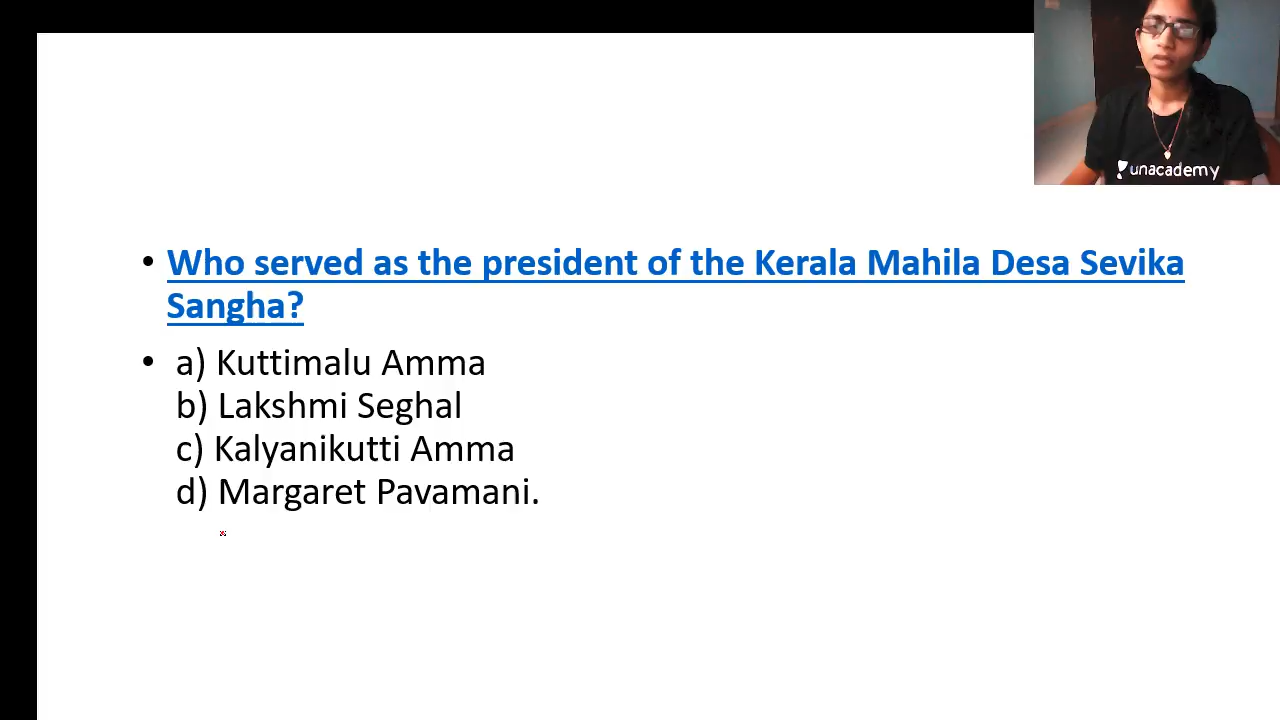 unacademy
• Who served as the president of the Kerala Mahila Desa Sevika
Sangha?
• a) Kuttimalu Amma
b) Lakshmi Seghal
c) Kalyanikutti Amma
d) Margaret Pavamani.